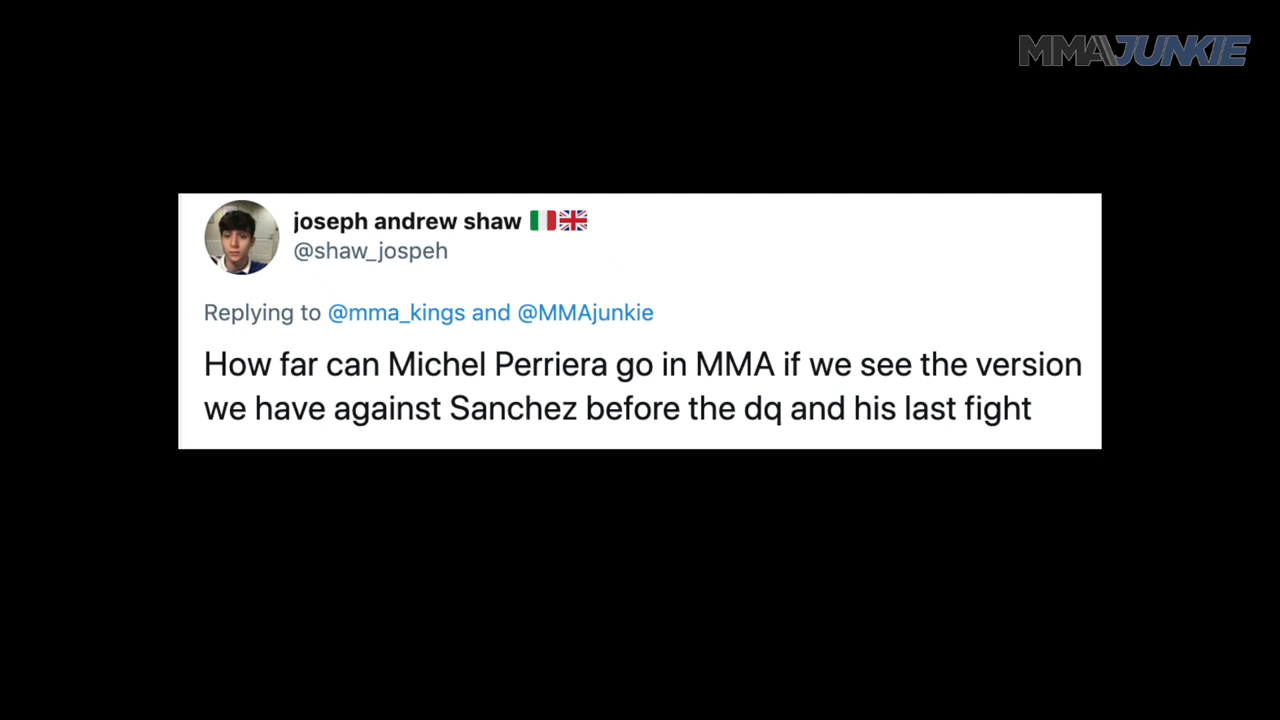 MMAJUNKIE
joseph andrew shaw 🇮🇹🇬🇧
@shaw_jospeh
Replying to @mma_kings and @MMAjunkie
How far can Michel Perriera go in MMA if we see the version
we have against Sanchez before the dq and his last fight